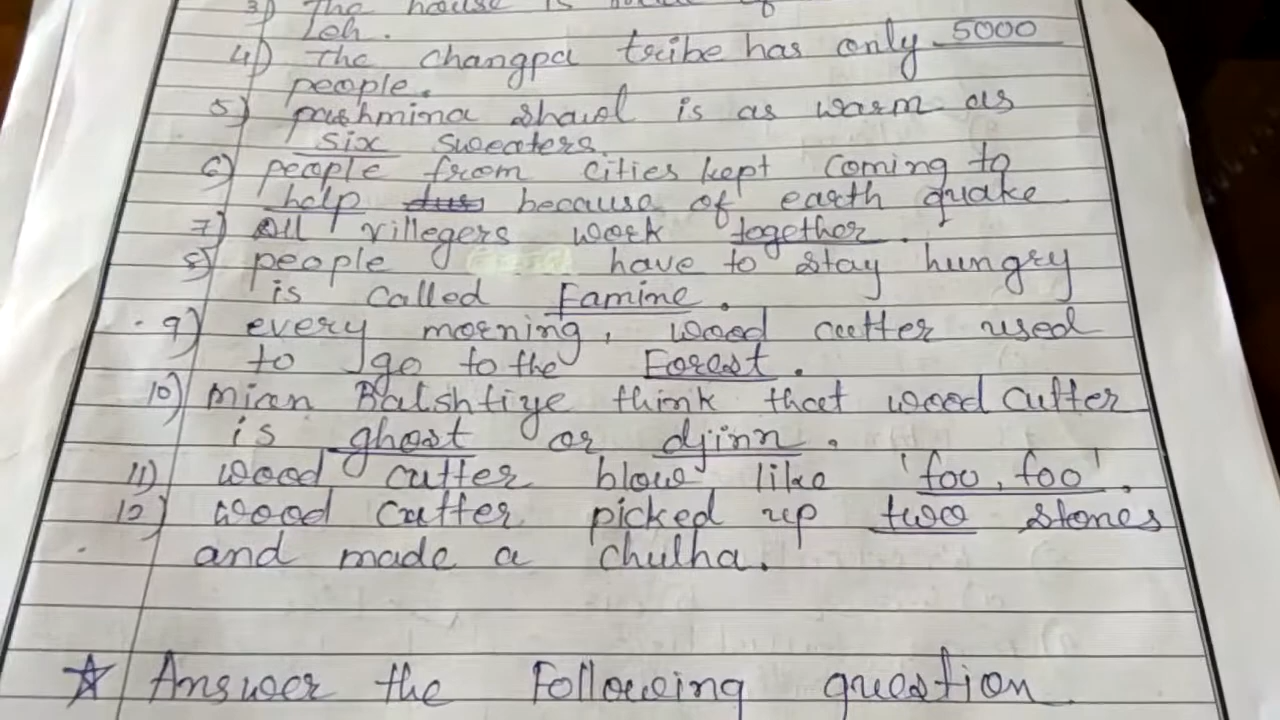 3) The house is
Leh.
4) The changpa tribe has only 5000
people.
5) pashmina shawl is as warm as
six sweaters.
6) people from cities kept coming to
help because of earth quake
7) All villegers work together.
8) people have to stay hungry
is called Famine.
9) every morning, wood cutter used
to go to the Forest.
10) mian Balshtiye think that wood cutter
is ghost or djinn.
11) wood cutter blow like 'foo, foo'.
12) wood cutter picked up two stones
and made a chulha.
☆ Answer the Following question